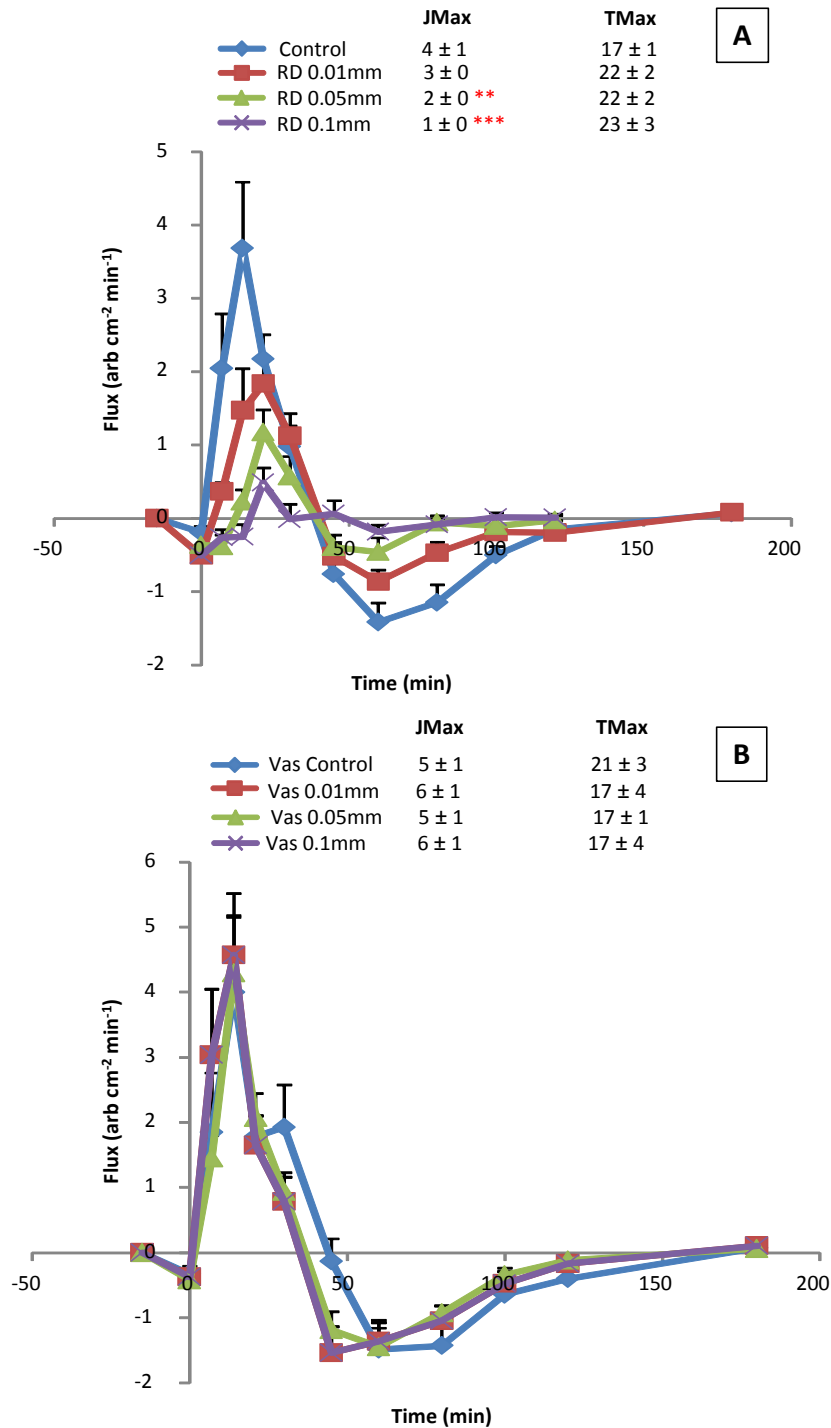 JMax TMax A
Control 4 ± 1 17 ± 1
RD 0.01mm 3 ± 0 22 ± 2
RD 0.05mm 2 ± 0 ** 22 ± 2
RD 0.1mm 1 ± 0 *** 23 ± 3
5
4
3
2
1
0
-1
-2
-50 0 50 100 150 200
Flux (arb cm⁻² min⁻¹)
Time (min)
JMax TMax B
Vas Control 5 ± 1 21 ± 3
Vas 0.01mm 6 ± 1 17 ± 4
Vas 0.05mm 5 ± 1 17 ± 1
Vas 0.1mm 6 ± 1 17 ± 4
6
5
4
3
2
1
0
-1
-2
-50 0 50 100 150 200
Flux (arb cm⁻² min⁻¹)
Time (min)